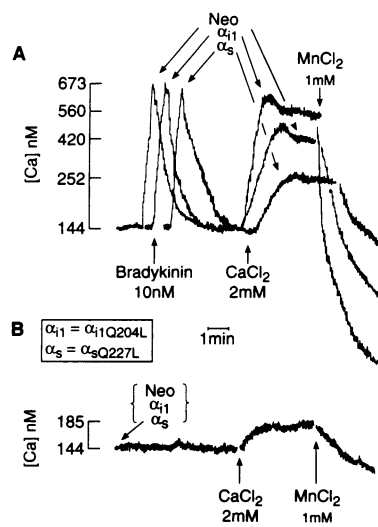 A
Neo
αi1
αs
MnCl2
1mM
673
560
420
252
144
[Ca] nM
Bradykinin
10nM
CaCl2
2mM
B
αi1 = αi1Q204L
αs = αsQ227L
1min
Neo
αi1
αs
185
144
[Ca] nM
CaCl2
2mM
MnCl2
1mM